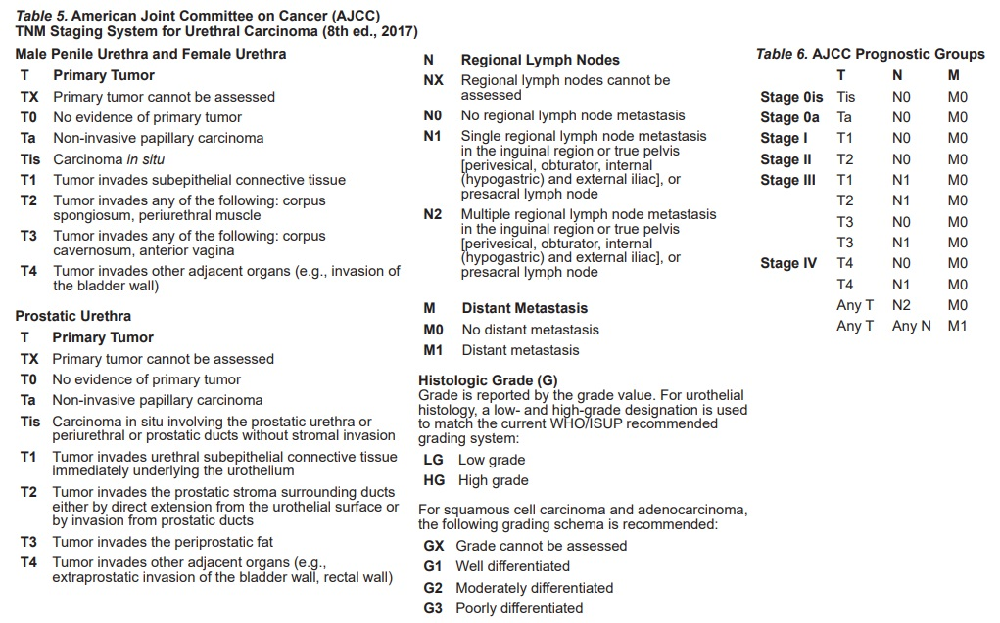 Table 5. American Joint Committee on Cancer (AJCC)
TNM Staging System for Urethral Carcinoma (8th ed., 2017)
Male Penile Urethra and Female Urethra
T Primary Tumor
TX Primary tumor cannot be assessed
T0 No evidence of primary tumor
Ta Non-invasive papillary carcinoma
Tis Carcinoma in situ
T1 Tumor invades subepithelial connective tissue
T2 Tumor invades any of the following: corpus
spongiosum, periurethral muscle
T3 Tumor invades any of the following: corpus
cavernosum, anterior vagina
T4 Tumor invades other adjacent organs (e.g., invasion of
the bladder wall)
Prostatic Urethra
T Primary Tumor
TX Primary tumor cannot be assessed
T0 No evidence of primary tumor
Ta Non-invasive papillary carcinoma
Tis Carcinoma in situ involving the prostatic urethra or
periurethral or prostatic ducts without stromal invasion
T1 Tumor invades urethral subepithelial connective tissue
immediately underlying the urothelium
T2 Tumor invades the prostatic stroma surrounding ducts
either by direct extension from the urothelial surface or
by invasion from prostatic ducts
T3 Tumor invades the periprostatic fat
T4 Tumor invades other adjacent organs (e.g.,
extraprostatic invasion of the bladder wall, rectal wall)
N Regional Lymph Nodes
NX Regional lymph nodes cannot be
assessed
N0 No regional lymph node metastasis
N1 Single regional lymph node metastasis
in the inguinal region or true pelvis
[perivesical, obturator, internal
(hypogastric) and external iliac], or
presacral lymph node
N2 Multiple regional lymph node metastasis
in the inguinal region or true pelvis
[perivesical, obturator, internal
(hypogastric) and external iliac], or
presacral lymph node
M Distant Metastasis
M0 No distant metastasis
M1 Distant metastasis
Histologic Grade (G)
Grade is reported by the grade value. For urothelial
histology, a low- and high-grade designation is used
to match the current WHO/ISUP recommended
grading system:
LG Low grade
HG High grade
For squamous cell carcinoma and adenocarcinoma,
the following grading schema is recommended:
GX Grade cannot be assessed
G1 Well differentiated
G2 Moderately differentiated
G3 Poorly differentiated
Table 6. AJCC Prognostic Groups
T N M
Stage 0is Tis N0 M0
Stage 0a Ta N0 M0
Stage I T1 N0 M0
Stage II T2 N0 M0
Stage III T1 N1 M0
T2 N1 M0
T3 N0 M0
T3 N1 M0
Stage IV T4 N0 M0
T4 N1 M0
Any T N2 M0
Any T Any N M1